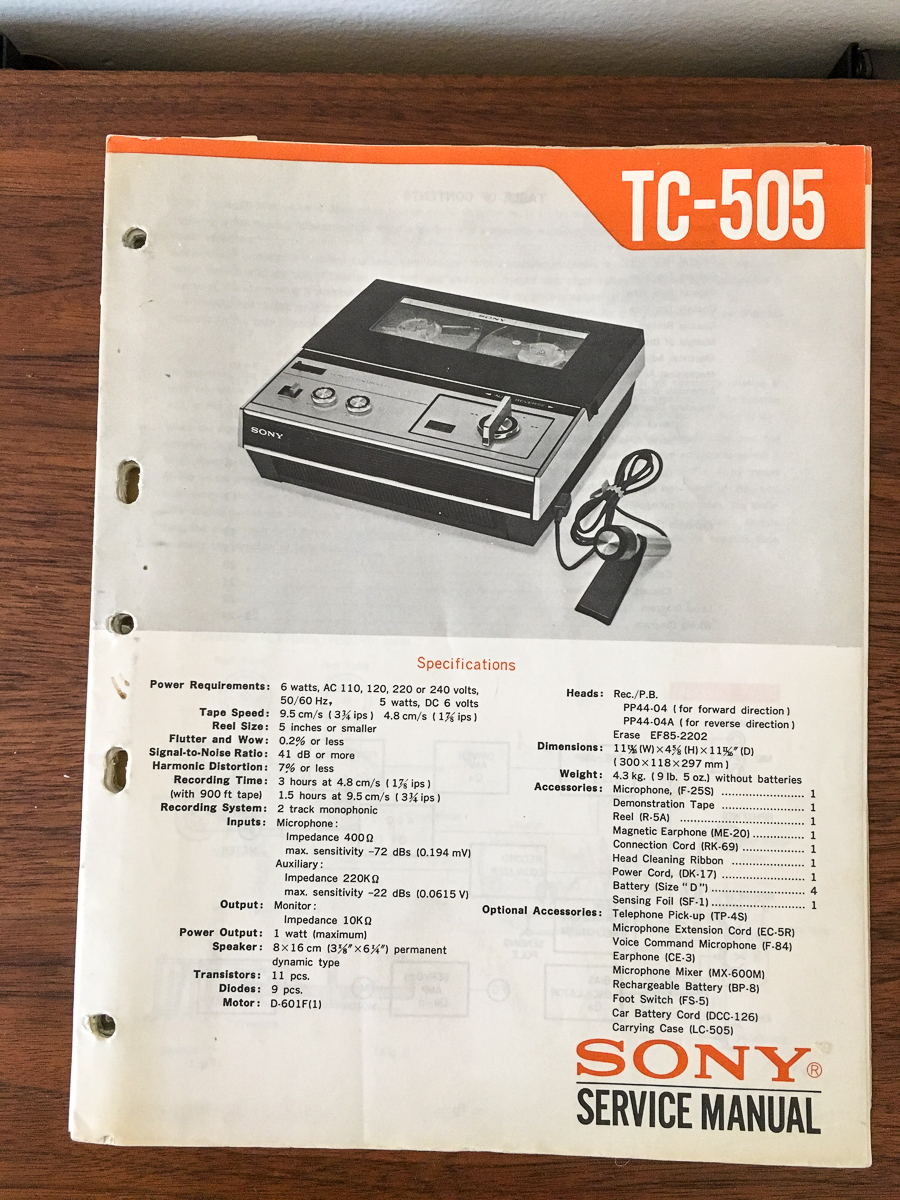 TC-505
SONY
SONY
Specifications
Power Requirements: 6 watts, AC 110, 120, 220 or 240 volts,
50/60 Hz, 5 watts, DC 6 volts
Tape Speed: 9.5 cm/s (3¾ ips) 4.8 cm/s (1⅞ ips)
Reel Size: 5 inches or smaller
Flutter and Wow: 0.2% or less
Signal-to-Noise Ratio: 41 dB or more
Harmonic Distortion: 7% or less
Recording Time: 3 hours at 4.8 cm/s (1⅞ ips)
(with 900 ft tape) 1.5 hours at 9.5 cm/s (3¾ ips)
Recording System: 2 track monophonic
Inputs: Microphone:
Impedance 400Ω
max. sensitivity -72 dBs (0.194 mV)
Auxiliary:
Impedance 220KΩ
max. sensitivity -22 dBs (0.0615 V)
Output: Monitor:
Impedance 10KΩ
Power Output: 1 watt (maximum)
Speaker: 8×16 cm (3⅛"×6¼") permanent
dynamic type
Transistors: 11 pcs.
Diodes: 9 pcs.
Motor: D-601F(1)
Heads: Rec./P.B.
PP44-04 (for forward direction)
PP44-04A (for reverse direction)
Erase EF85-2202
Dimensions: (W)×4⅝ (H)× (D)
(300×118×297 mm)
Weight: 4.3 kg. (9 lb. 5 oz.) without batteries
Accessories: Microphone, (F-25S) ........................ 1
Demonstration Tape ........................ 1
Reel (R-5A) ........................ 1
Magnetic Earphone (ME-20) ............... 1
Connection Cord (RK-69) ................... 1
Head Cleaning Ribbon ..................... 1
Power Cord, (DK-17) ........................ 1
Battery (Size "D") ........................ 4
Sensing Foil (SF-1) ........................ 1
Optional Accessories: Telephone Pick-up (TP-4S)
Microphone Extension Cord (EC-5R)
Voice Command Microphone (F-84)
Earphone (CE-3)
Microphone Mixer (MX-600M)
Rechargeable Battery (BP-8)
Foot Switch (FS-5)
Car Battery Cord (DCC-126)
Carrying Case (LC-505)
SONY®
SERVICE MANUAL